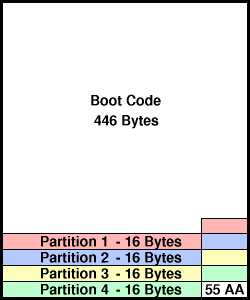 Boot Code
446 Bytes
Partition 1 - 16 Bytes
Partition 2 - 16 Bytes
Partition 3 - 16 Bytes
Partition 4 - 16 Bytes 55 AA